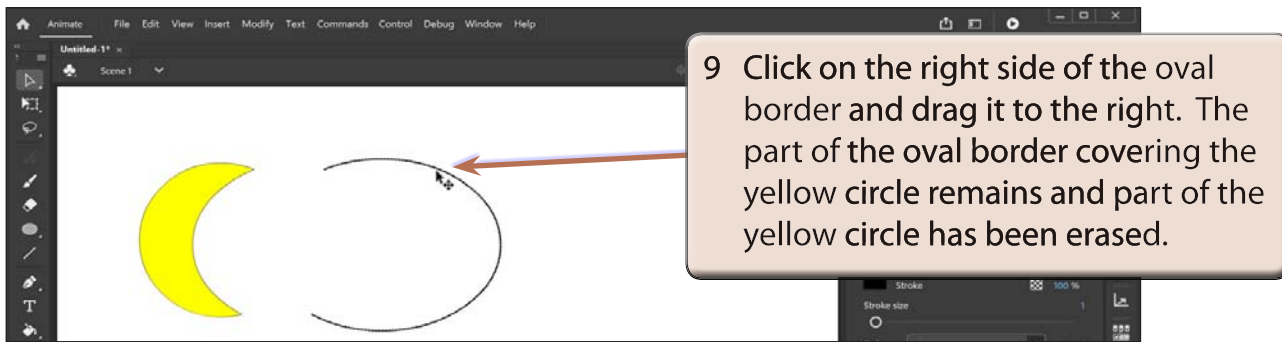 Animate File Edit View Insert Modify Text Commands Control Debug Window Help
Untitled-1* ×
Scene 1
9 Click on the right side of the oval
border and drag it to the right. The
part of the oval border covering the
yellow circle remains and part of the
yellow circle has been erased.
Stroke 100 %
Stroke size 1
T